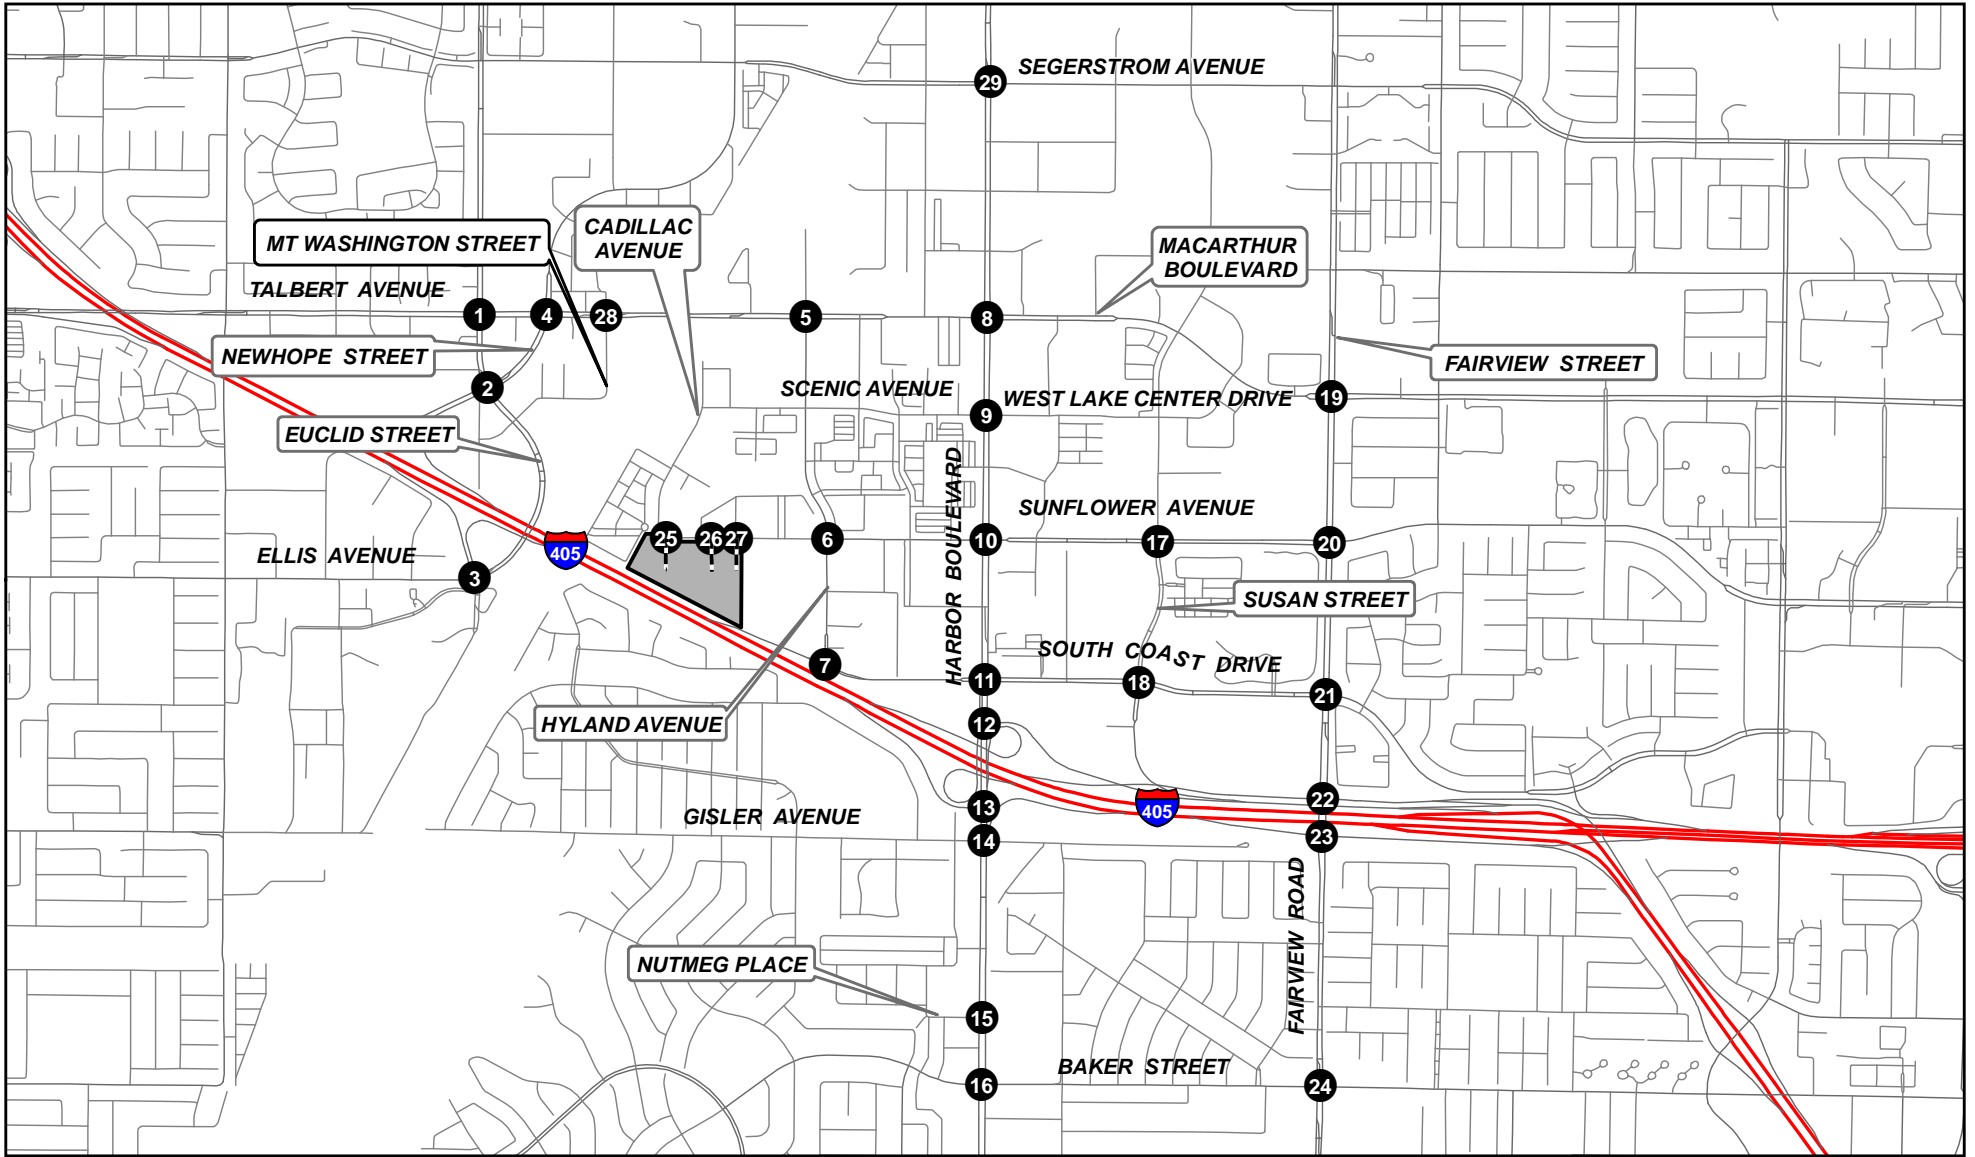 29
SEGERSTROM AVENUE
MT WASHINGTON STREET
CADILLAC
AVENUE
MACARTHUR
BOULEVARD
TALBERT AVENUE
1
4
28
5
8
NEWHOPE STREET
FAIRVIEW STREET
2
SCENIC AVENUE
9
WEST LAKE CENTER DRIVE
19
EUCLID STREET
HARBOR BOULEVARD
SUNFLOWER AVENUE
405
25
26
27
6
10
17
20
ELLIS AVENUE
3
SUSAN STREET
SOUTH COAST DRIVE
7
11
18
21
HYLAND AVENUE
12
13
405
22
GISLER AVENUE
14
23
FAIRVIEW ROAD
NUTMEG PLACE
15
BAKER STREET
16
24